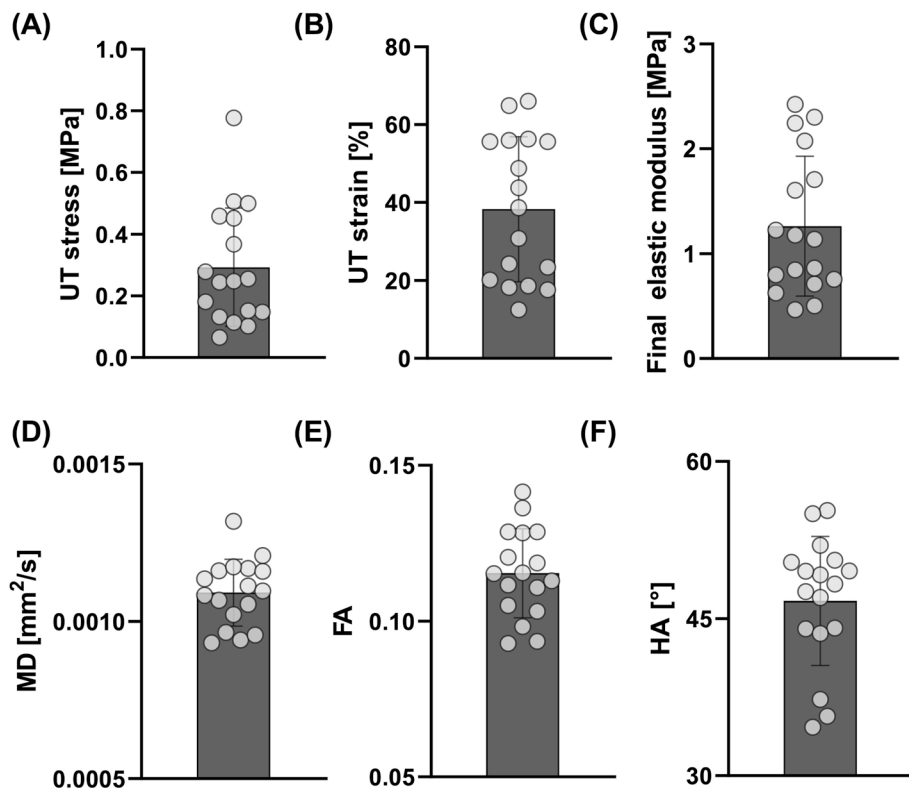 (A)
UT stress [MPa]
1.0
0.8
0.6
0.4
0.2
0.0
(B)
UT strain [%]
80
60
40
20
0
(C)
Final elastic modulus [MPa]
3
2
1
0
(D)
MD [mm²/s]
0.0015
0.0010
0.0005
(E)
FA
0.15
0.10
0.05
(F)
HA [°]
60
45
30